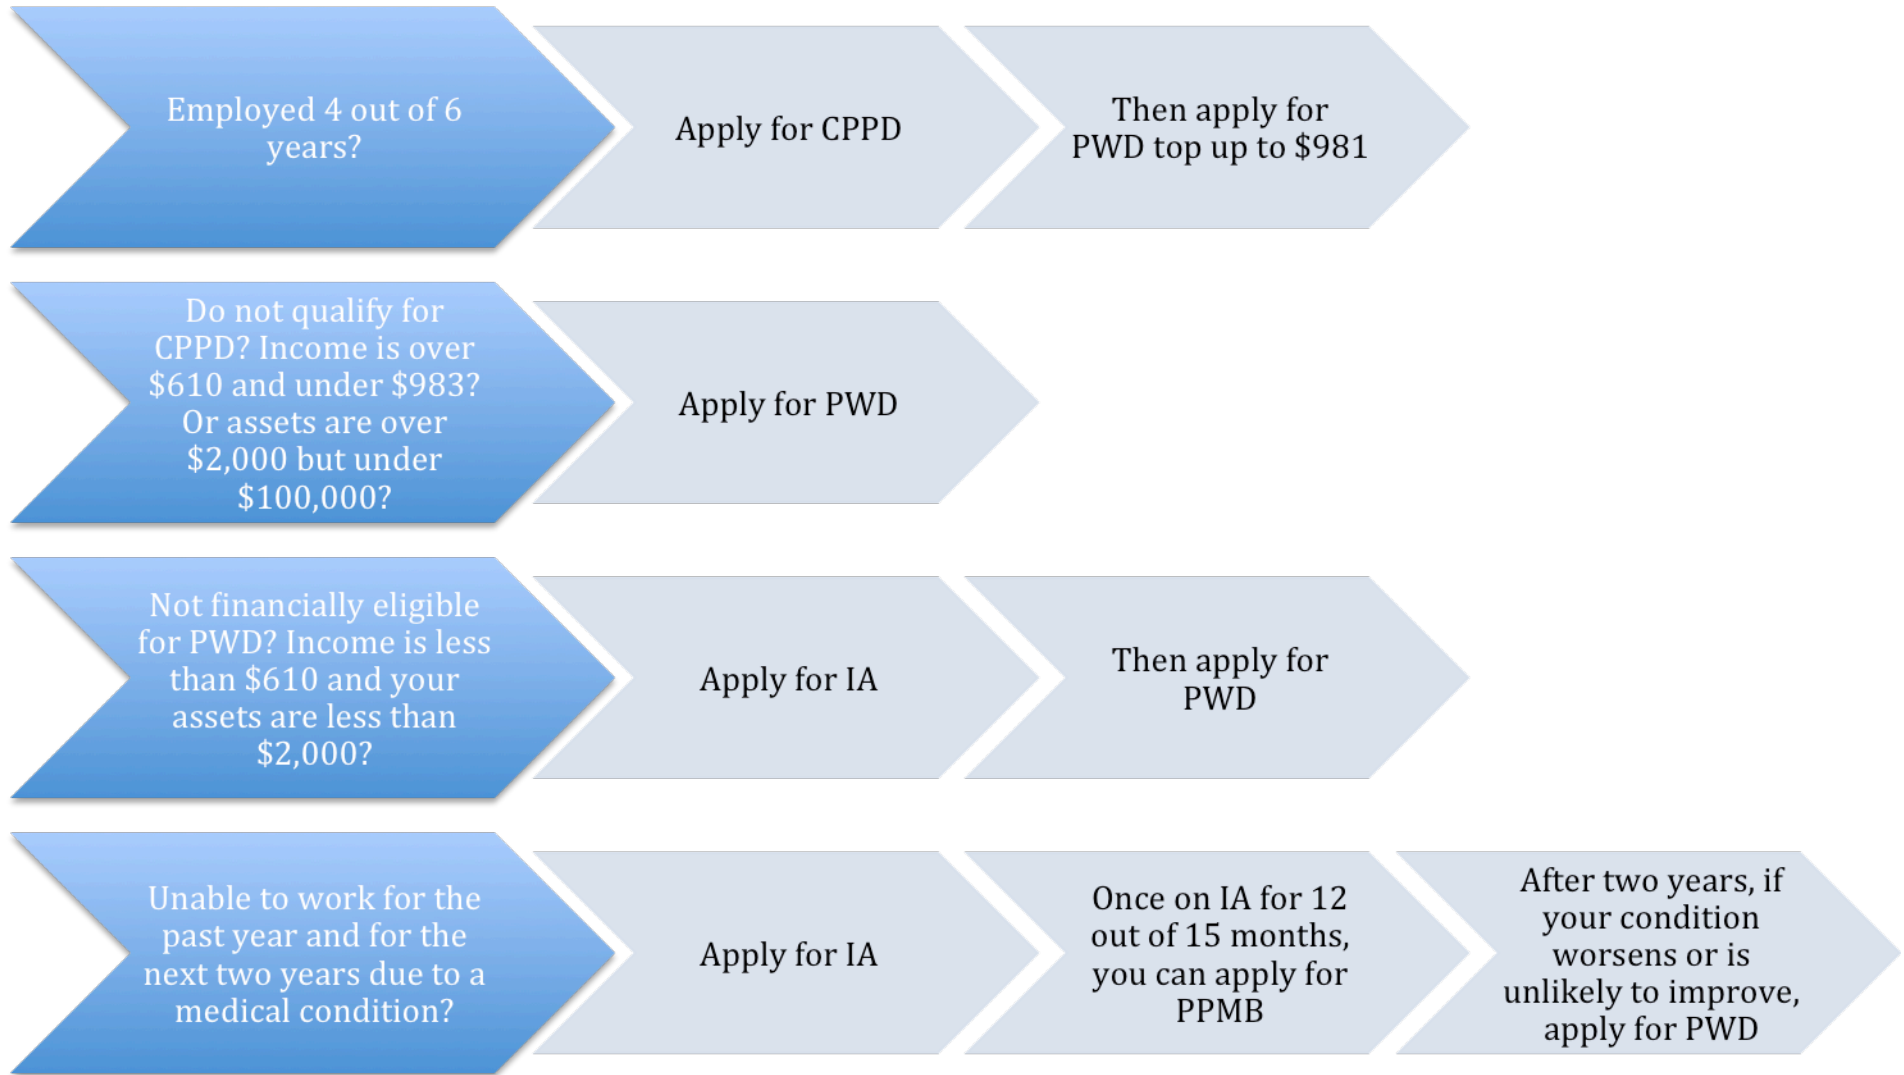 Employed 4 out of 6
years?
Apply for CPPD
Then apply for
PWD top up to $981
Do not qualify for
CPPD? Income is over
$610 and under $983?
Or assets are over
$2,000 but under
$100,000?
Apply for PWD
Not financially eligible
for PWD? Income is less
than $610 and your
assets are less than
$2,000?
Apply for IA
Then apply for
PWD
Unable to work for the
past year and for the
next two years due to a
medical condition?
Apply for IA
Once on IA for 12
out of 15 months,
you can apply for
PPMB
After two years, if
your condition
worsens or is
unlikely to improve,
apply for PWD